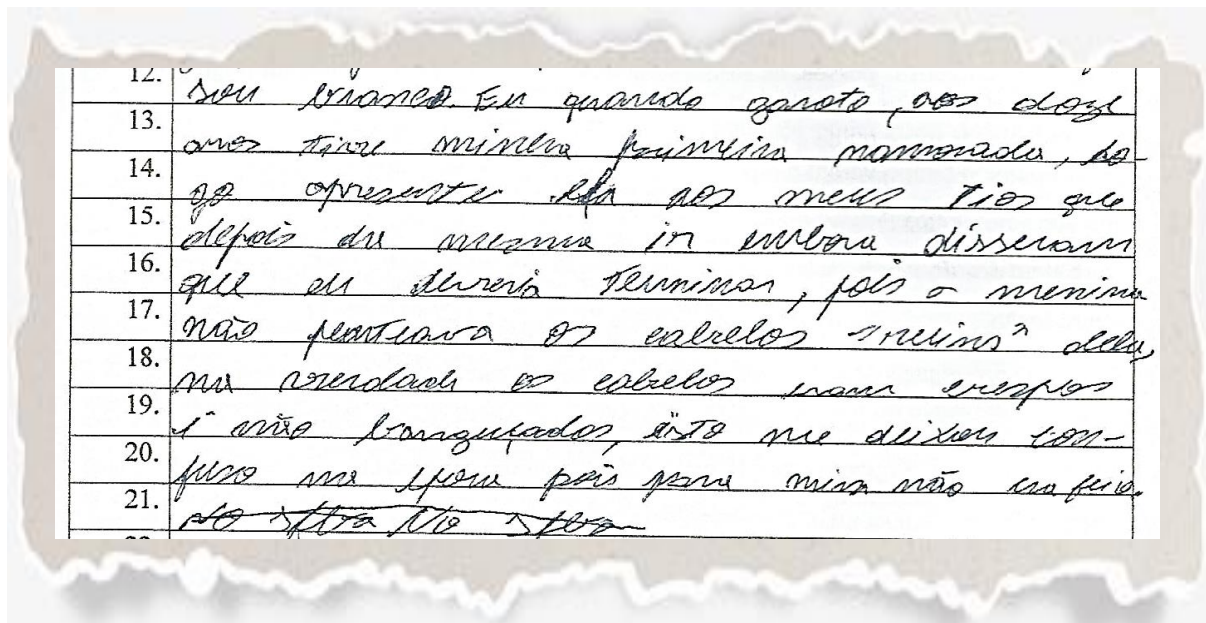 12.
sou branco. Eu quando garoto, aos doze
13.
anos tive minha primeira namorada, lo-
14.
go apresente ela aos meus tios que
15.
depois da mesma ir embora disseram
16.
que eu deveria terminar, pois a menina
17.
não penteava os cabelos "ruins" dela,
18.
na verdade os cabelos eram crespos
19.
e não bagunçados, isto me deixou con-
20.
fuso na época pois para mim não era feio.
21.